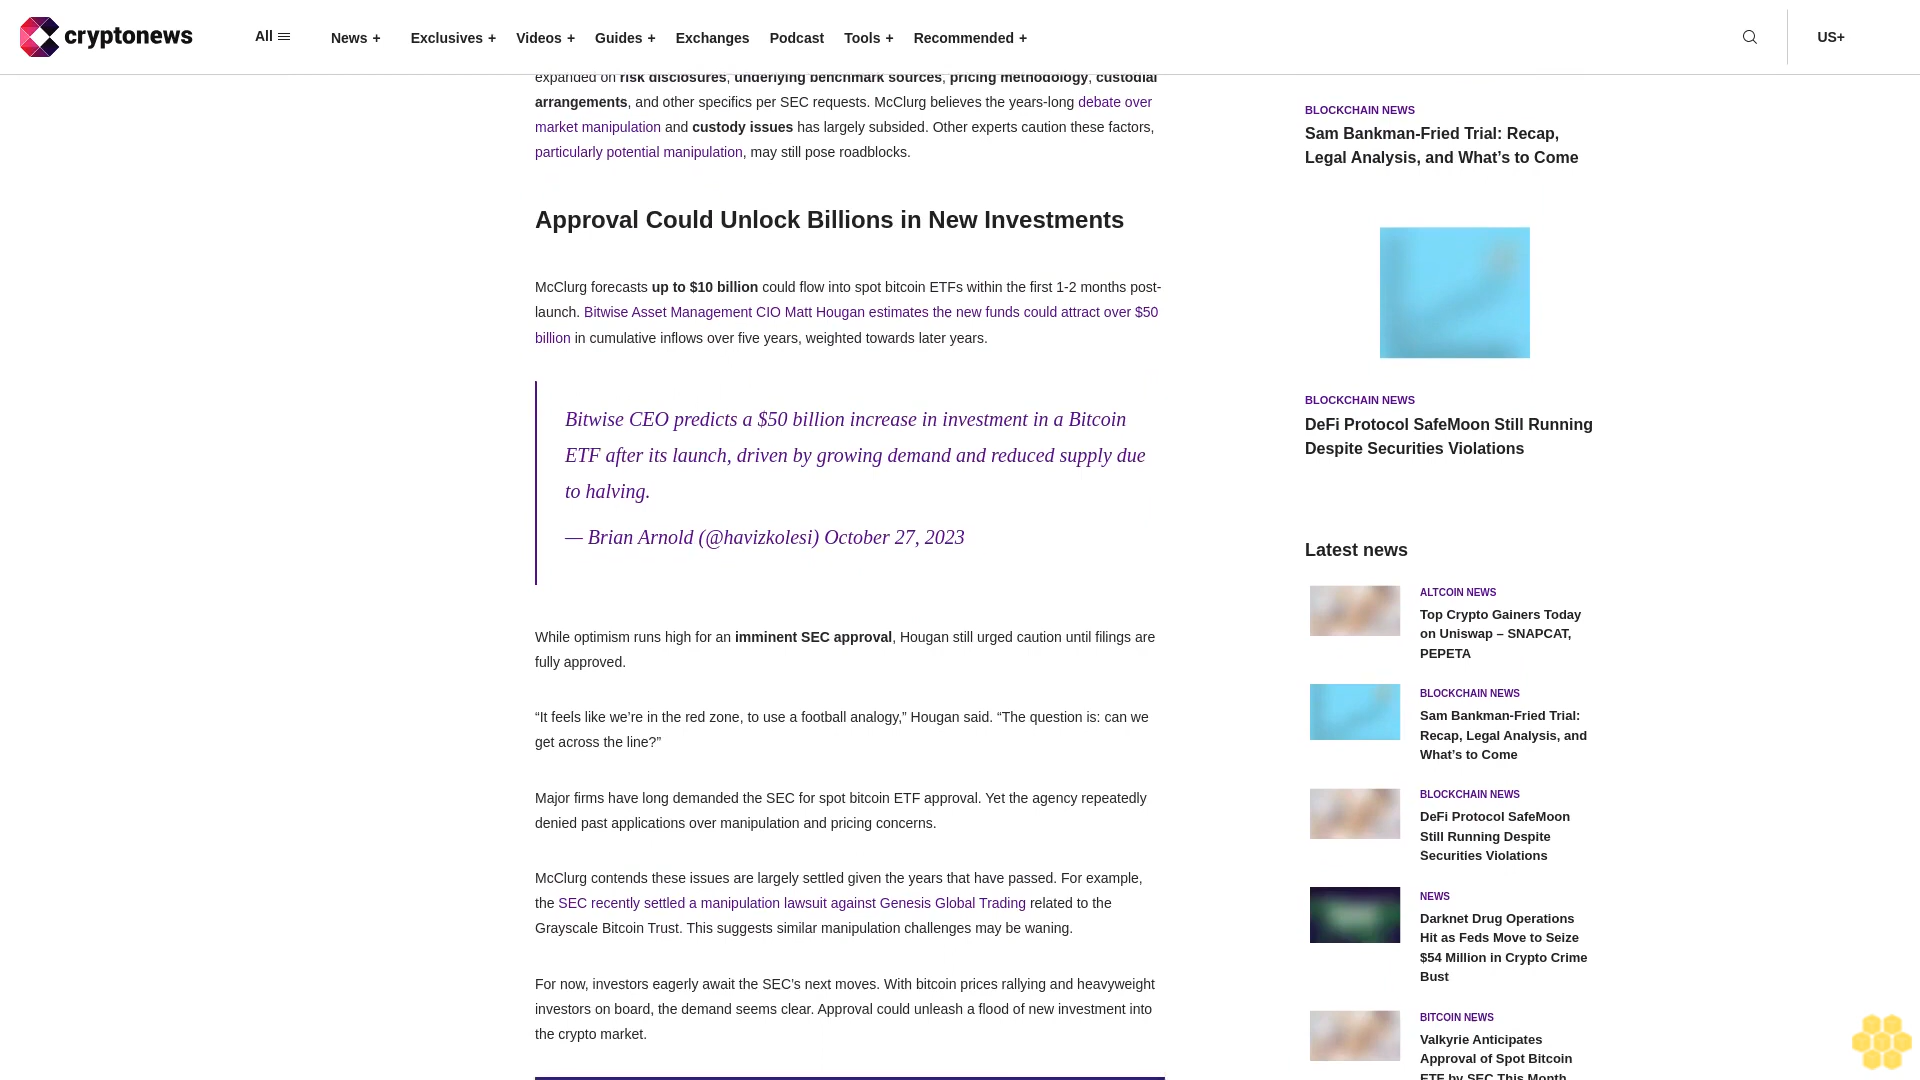 cryptonews
All
News +
Exclusives +
Videos +
Guides +
Exchanges
Podcast
Tools +
Recommended +
US+
expanded on risk disclosures, underlying benchmark sources, pricing methodology, custodial
arrangements, and other specifics per SEC requests. McClurg believes the years-long debate over
market manipulation and custody issues has largely subsided. Other experts caution these factors,
particularly potential manipulation, may still pose roadblocks.
Approval Could Unlock Billions in New Investments
McClurg forecasts up to $10 billion could flow into spot bitcoin ETFs within the first 1-2 months post-
launch. Bitwise Asset Management CIO Matt Hougan estimates the new funds could attract over $50
billion in cumulative inflows over five years, weighted towards later years.
Bitwise CEO predicts a $50 billion increase in investment in a Bitcoin
ETF after its launch, driven by growing demand and reduced supply due
to halving.
— Brian Arnold (@havizkolesi) October 27, 2023
While optimism runs high for an imminent SEC approval, Hougan still urged caution until filings are
fully approved.
“It feels like we’re in the red zone, to use a football analogy,” Hougan said. “The question is: can we
get across the line?”
Major firms have long demanded the SEC for spot bitcoin ETF approval. Yet the agency repeatedly
denied past applications over manipulation and pricing concerns.
McClurg contends these issues are largely settled given the years that have passed. For example,
the SEC recently settled a manipulation lawsuit against Genesis Global Trading related to the
Grayscale Bitcoin Trust. This suggests similar manipulation challenges may be waning.
For now, investors eagerly await the SEC’s next moves. With bitcoin prices rallying and heavyweight
investors on board, the demand seems clear. Approval could unleash a flood of new investment into
the crypto market.
BLOCKCHAIN NEWS
Sam Bankman-Fried Trial: Recap,
Legal Analysis, and What’s to Come
BLOCKCHAIN NEWS
DeFi Protocol SafeMoon Still Running
Despite Securities Violations
Latest news
ALTCOIN NEWS
Top Crypto Gainers Today
on Uniswap – SNAPCAT,
PEPETA
BLOCKCHAIN NEWS
Sam Bankman-Fried Trial:
Recap, Legal Analysis, and
What’s to Come
BLOCKCHAIN NEWS
DeFi Protocol SafeMoon
Still Running Despite
Securities Violations
NEWS
Darknet Drug Operations
Hit as Feds Move to Seize
$54 Million in Crypto Crime
Bust
BITCOIN NEWS
Valkyrie Anticipates
Approval of Spot Bitcoin
ETF by SEC This Month